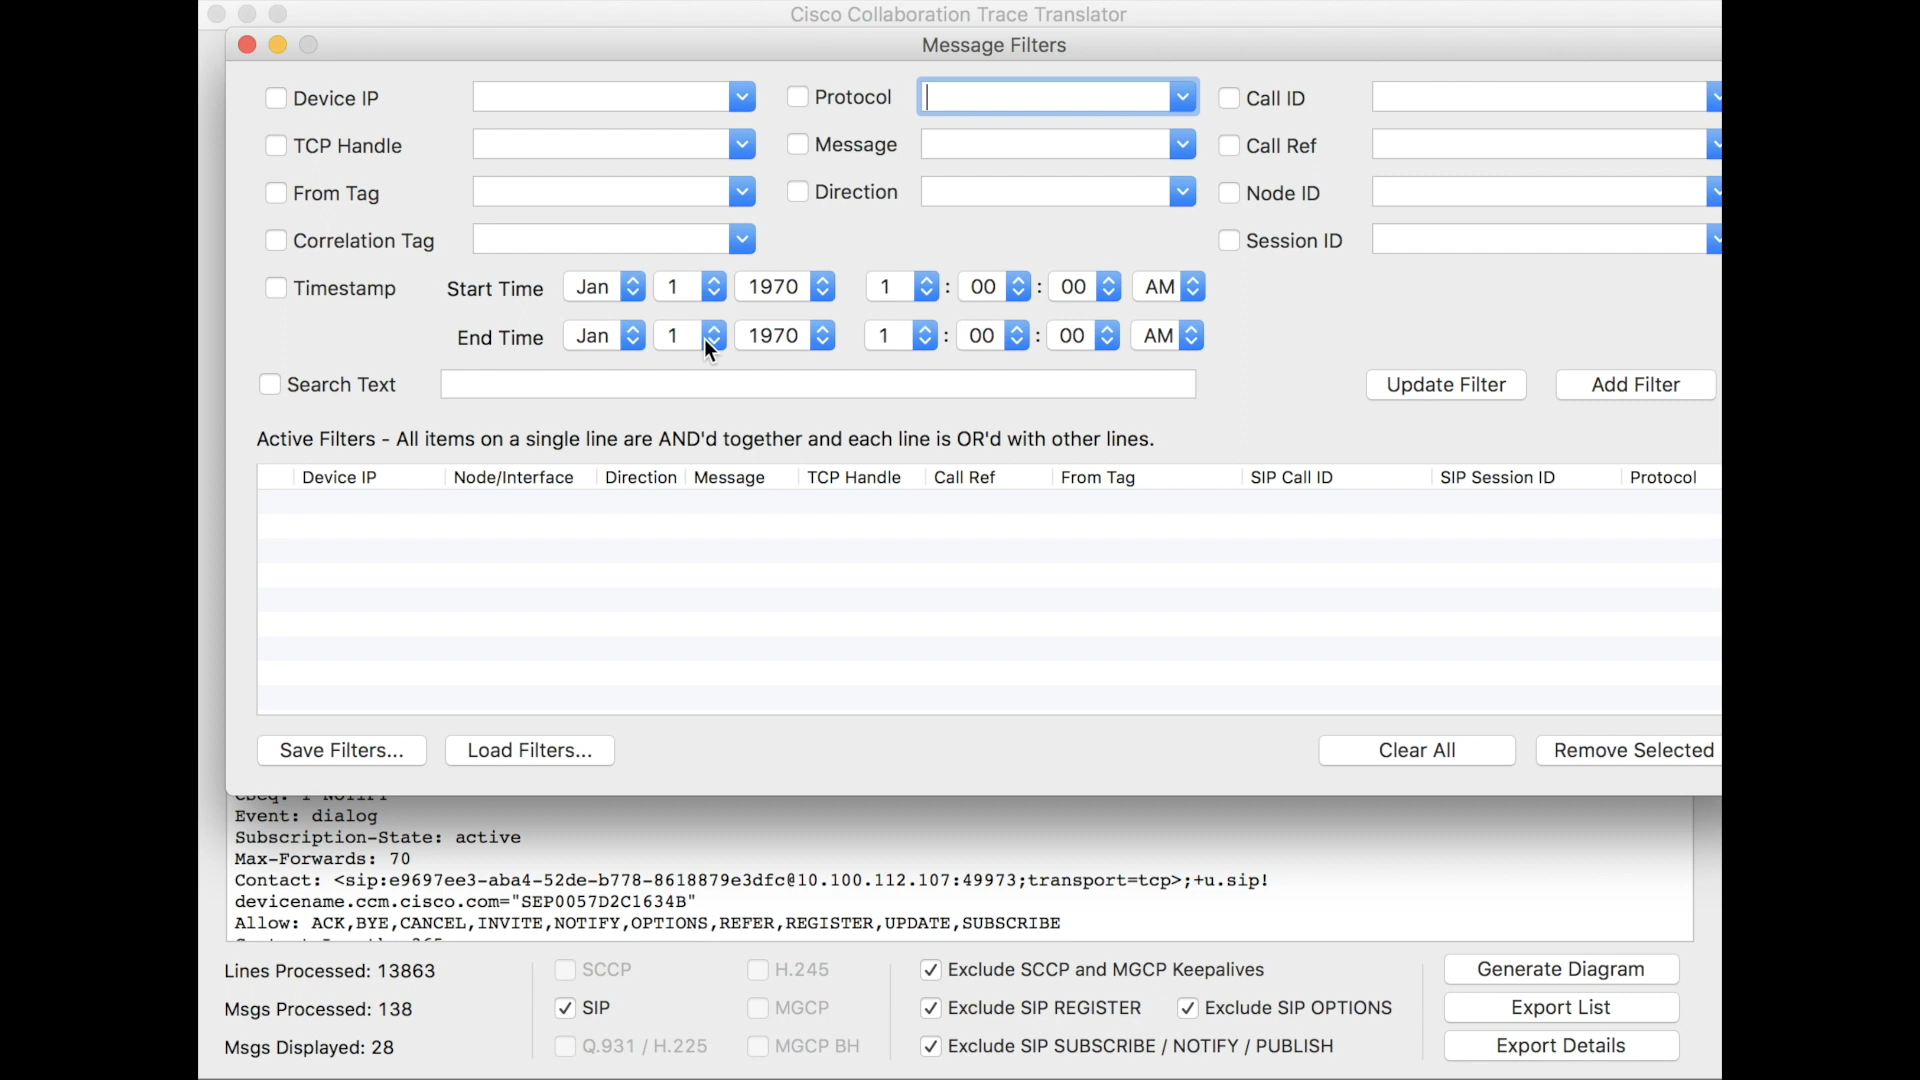 Cisco Collaboration Trace Translator
Message Filters
Device IP Protocol Call ID
TCP Handle Message Call Ref
From Tag Direction Node ID
Correlation Tag Session ID
Timestamp Start Time Jan 1 1970 1 : 00 : 00 AM
End Time Jan 1 1970 1 : 00 : 00 AM
Search Text Update Filter Add Filter
Active Filters - All items on a single line are AND'd together and each line is OR'd with other lines.
Device IP Node/Interface Direction Message TCP Handle Call Ref From Tag SIP Call ID SIP Session ID Protocol
Save Filters... Load Filters... Clear All Remove Selected
CSeq: 1 NOTIFY
Event: dialog
Subscription-State: active
Max-Forwards: 70
Contact: <sip:e9697ee3-aba4-52de-b778-8618879e3dfc@10.100.112.107:49973;transport=tcp>;+u.sip!
devicename.ccm.cisco.com="SEP0057D2C1634B"
Allow: ACK,BYE,CANCEL,INVITE,NOTIFY,OPTIONS,REFER,REGISTER,UPDATE,SUBSCRIBE
Lines Processed: 13863 SCCP H.245 Exclude SCCP and MGCP Keepalives Generate Diagram
Msgs Processed: 138 SIP MGCP Exclude SIP REGISTER Exclude SIP OPTIONS Export List
Msgs Displayed: 28 Q.931 / H.225 MGCP BH Exclude SIP SUBSCRIBE / NOTIFY / PUBLISH Export Details